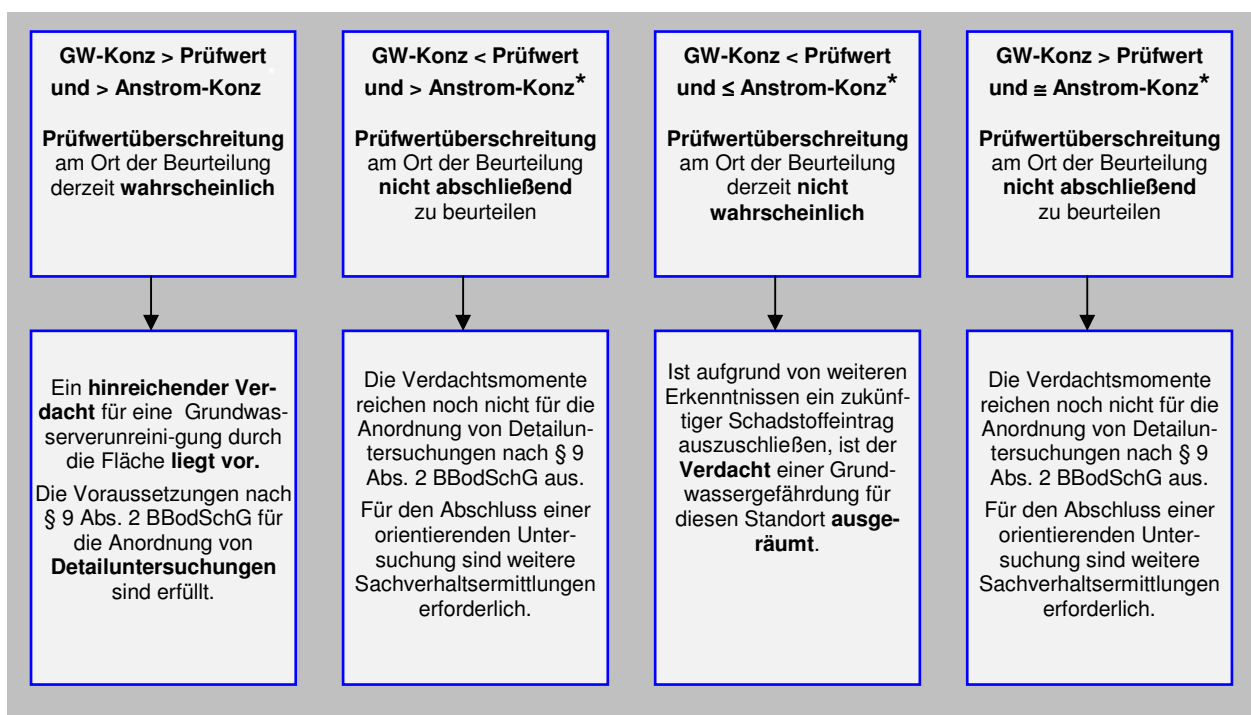 GW-Konz > Prüfwert
und > Anstrom-Konz
Prüfwertüberschreitung
am Ort der Beurteilung
derzeit wahrscheinlich
GW-Konz < Prüfwert
und > Anstrom-Konz*
Prüfwertüberschreitung
am Ort der Beurteilung
nicht abschließend
zu beurteilen
GW-Konz < Prüfwert
und ≤ Anstrom-Konz*
Prüfwertüberschreitung
am Ort der Beurteilung
derzeit nicht
wahrscheinlich
GW-Konz > Prüfwert
und ≅ Anstrom-Konz*
Prüfwertüberschreitung
am Ort der Beurteilung
nicht abschließend
zu beurteilen
Ein hinreichender Ver-
dacht für eine Grundwas-
serverunreini-gung durch
die Fläche liegt vor.
Die Voraussetzungen nach
§ 9 Abs. 2 BBodSchG für
die Anordnung von
Detailuntersuchungen
sind erfüllt.
Die Verdachtsmomente
reichen noch nicht für die
Anordnung von Detailun-
tersuchungen nach § 9
Abs. 2 BBodSchG aus.
Für den Abschluss einer
orientierenden Unter-
suchung sind weitere
Sachverhaltsermittlungen
erforderlich.
Ist aufgrund von weiteren
Erkenntnissen ein zukünf-
tiger Schadstoffeintrag
auszuschließen, ist der
Verdacht einer Grund-
wassergefährdung für
diesen Standort ausge-
räumt.
Die Verdachtsmomente
reichen noch nicht für die
Anordnung von Detailun-
tersuchungen nach § 9
Abs. 2 BBodSchG aus.
Für den Abschluss einer
orientierenden Unter-
suchung sind weitere
Sachverhaltsermittlungen
erforderlich.